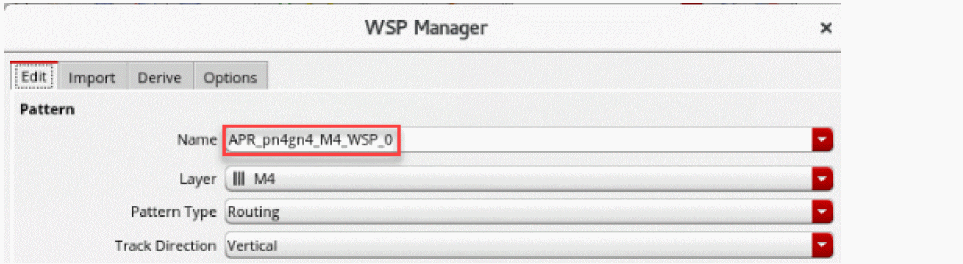 WSP Manager ×
Edit Import Derive Options
Pattern
Name APR_pn4gn4_M4_WSP_0
Layer M4
Pattern Type Routing
Track Direction Vertical